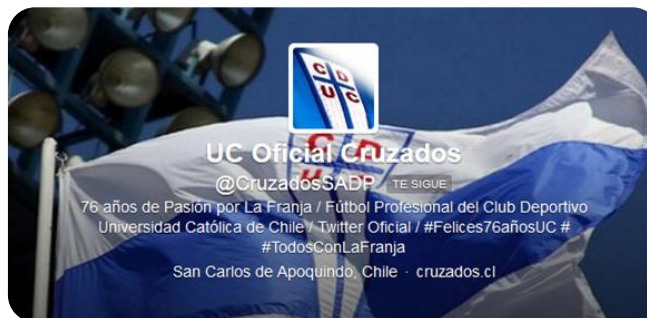 C D
U C
UC Oficial Cruzados
@CruzadosSADP TE SIGUE
76 años de Pasión por La Franja / Fútbol Profesional del Club Deportivo
Universidad Católica de Chile / Twitter Oficial / #Felices76añosUC #
#TodosConLaFranja
San Carlos de Apoquindo, Chile · cruzados.cl